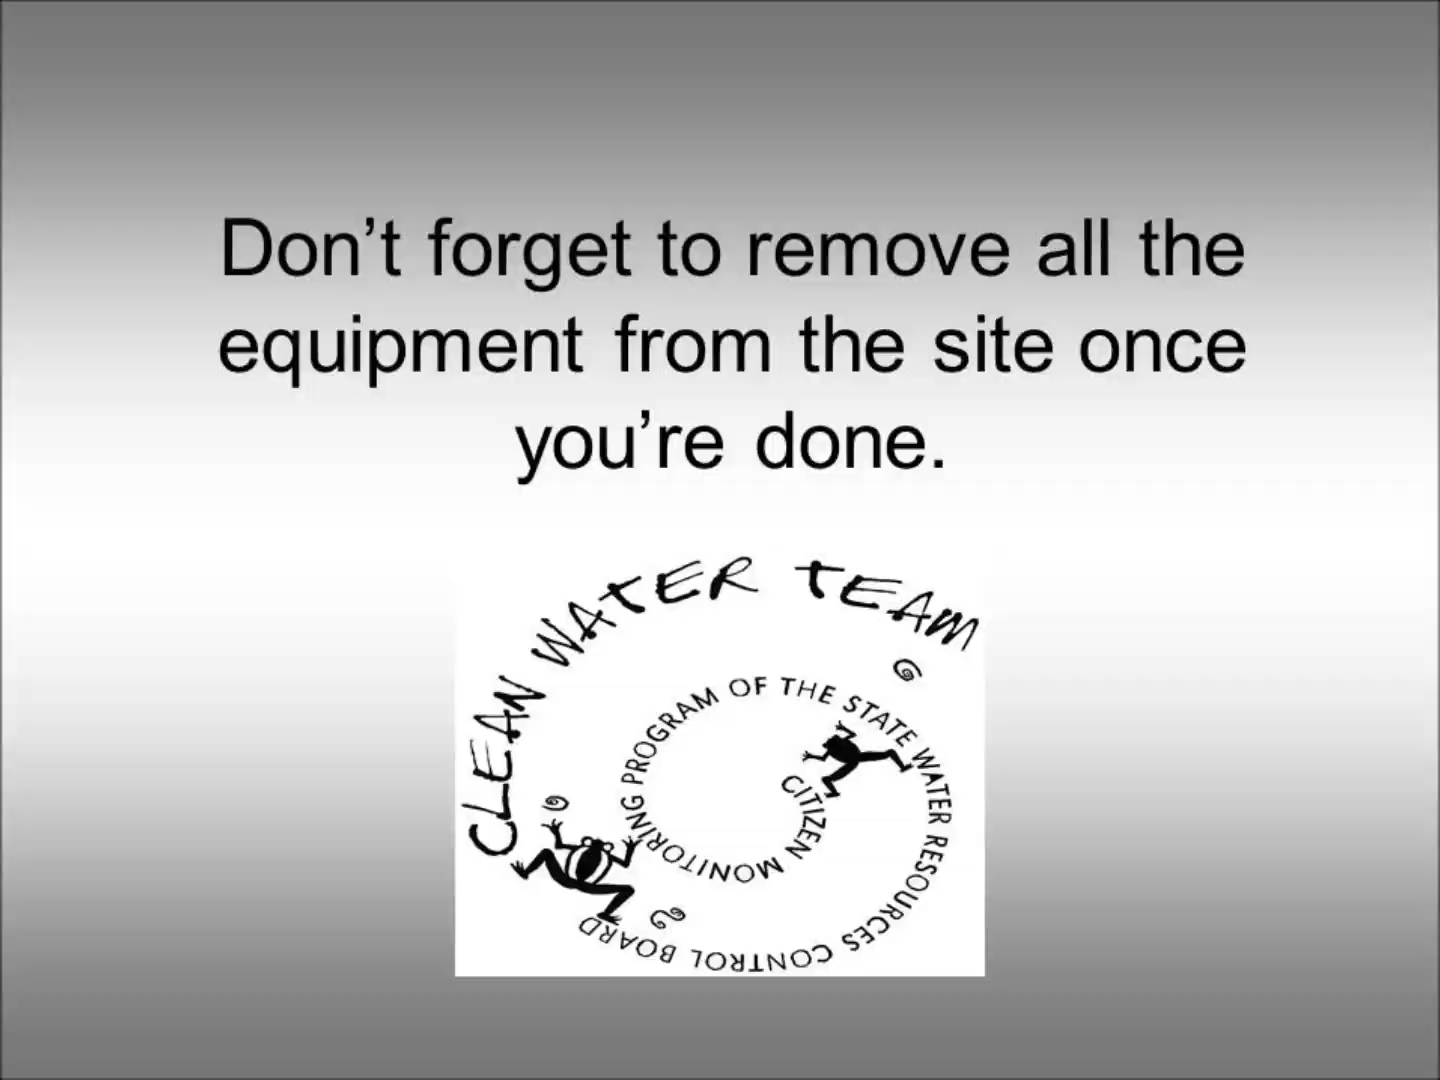 Don’t forget to remove all the
equipment from the site once
you’re done.
CLEAN WATER TEAM
CITIZEN MONITORING PROGRAM OF THE STATE WATER RESOURCES CONTROL BOARD